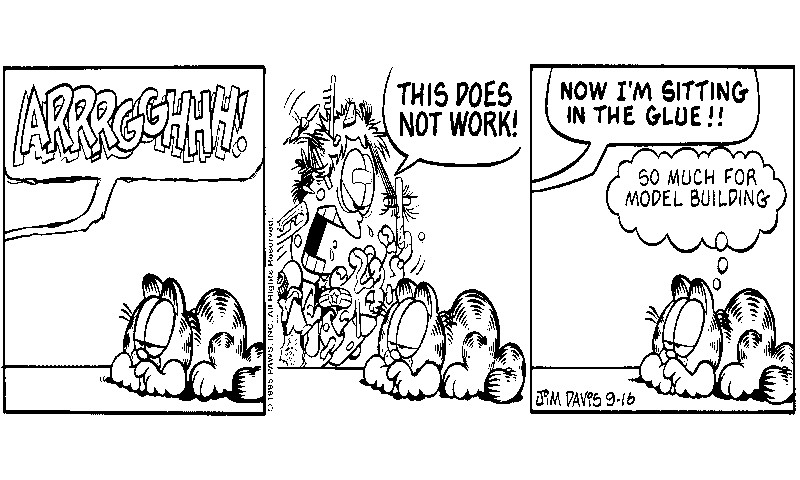 ARRRGGHHH!
THIS DOES
NOT WORK!
© 1995 PAWS, INC. All Rights Reserved.
NOW I'M SITTING
IN THE GLUE!!
SO MUCH FOR
MODEL BUILDING
JIM DAVIS 9-16